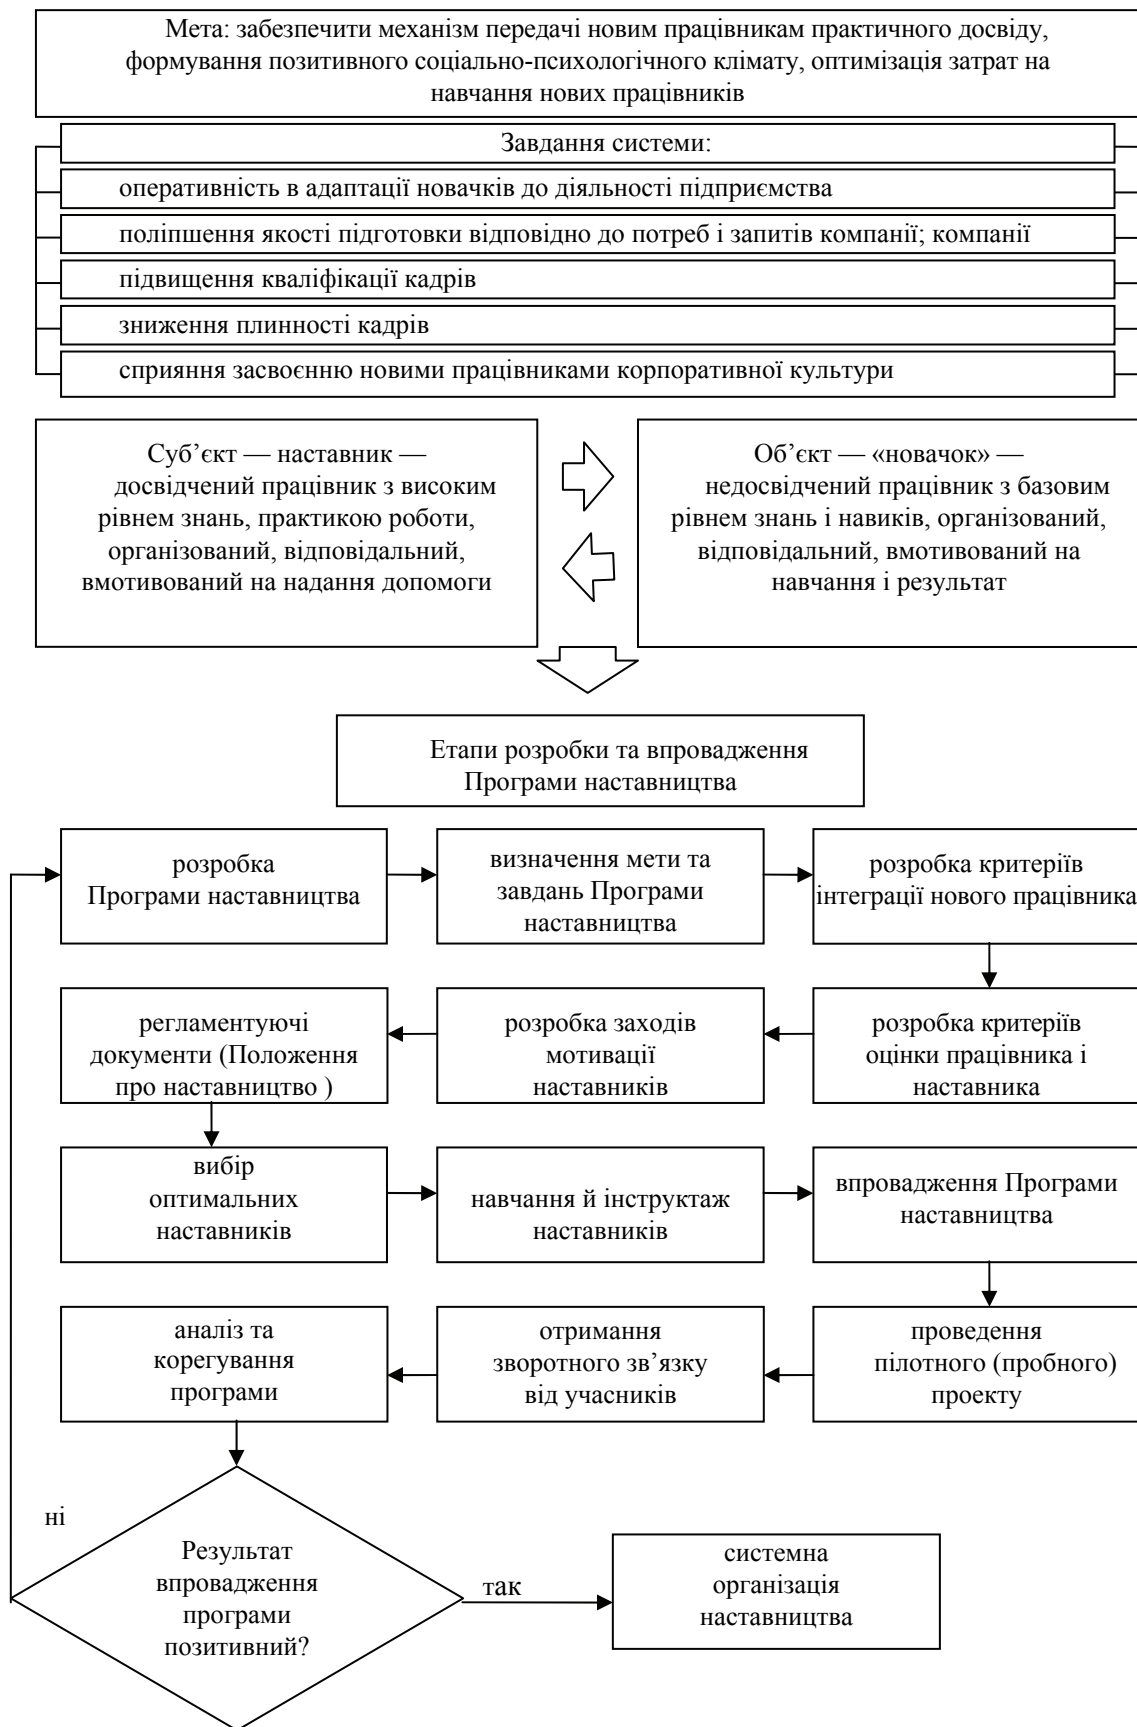 Мета: забезпечити механізм передачі новим працівникам практичного досвіду,
формування позитивного соціально-психологічного клімату, оптимізація затрат на
навчання нових працівників
Завдання системи:
оперативність в адаптації новачків до діяльності підприємства
поліпшення якості підготовки відповідно до потреб і запитів компанії; компанії
підвищення кваліфікації кадрів
зниження плинності кадрів
сприяння засвоєнню новими працівниками корпоративної культури
Суб’єкт — наставник —
досвідчений працівник з високим
рівнем знань, практикою роботи,
організований, відповідальний,
вмотивований на надання допомоги
Об’єкт — «новачок» —
недосвідчений працівник з базовим
рівнем знань і навиків, організований,
відповідальний, вмотивований на
навчання і результат
Етапи розробки та впровадження
Програми наставництва
розробка
Програми наставництва
визначення мети та
завдань Програми
наставництва
розробка критеріїв
інтеграції нового працівника
регламентуючі
документи (Положення
про наставництво )
розробка заходів
мотивації
наставників
розробка критеріїв
оцінки працівника і
наставника
вибір
оптимальних
наставників
навчання й інструктаж
наставників
впровадження Програми
наставництва
аналіз та
корегування
програми
отримання
зворотного зв’язку
від учасників
проведення
пілотного (пробного)
проекту
ні
Результат
впровадження
програми
позитивний?
так
системна
організація
наставництва